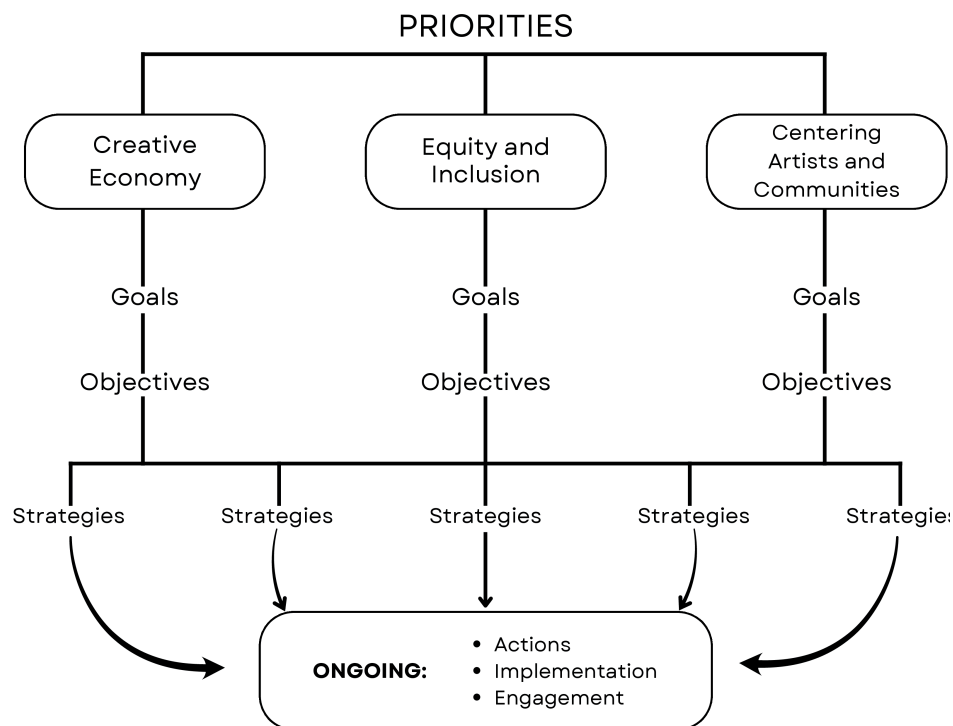 PRIORITIES
Creative
Economy
Equity and
Inclusion
Centering
Artists and
Communities
Goals
Goals
Goals
Objectives
Objectives
Objectives
Strategies
Strategies
Strategies
Strategies
Strategies
ONGOING:
• Actions
• Implementation
• Engagement